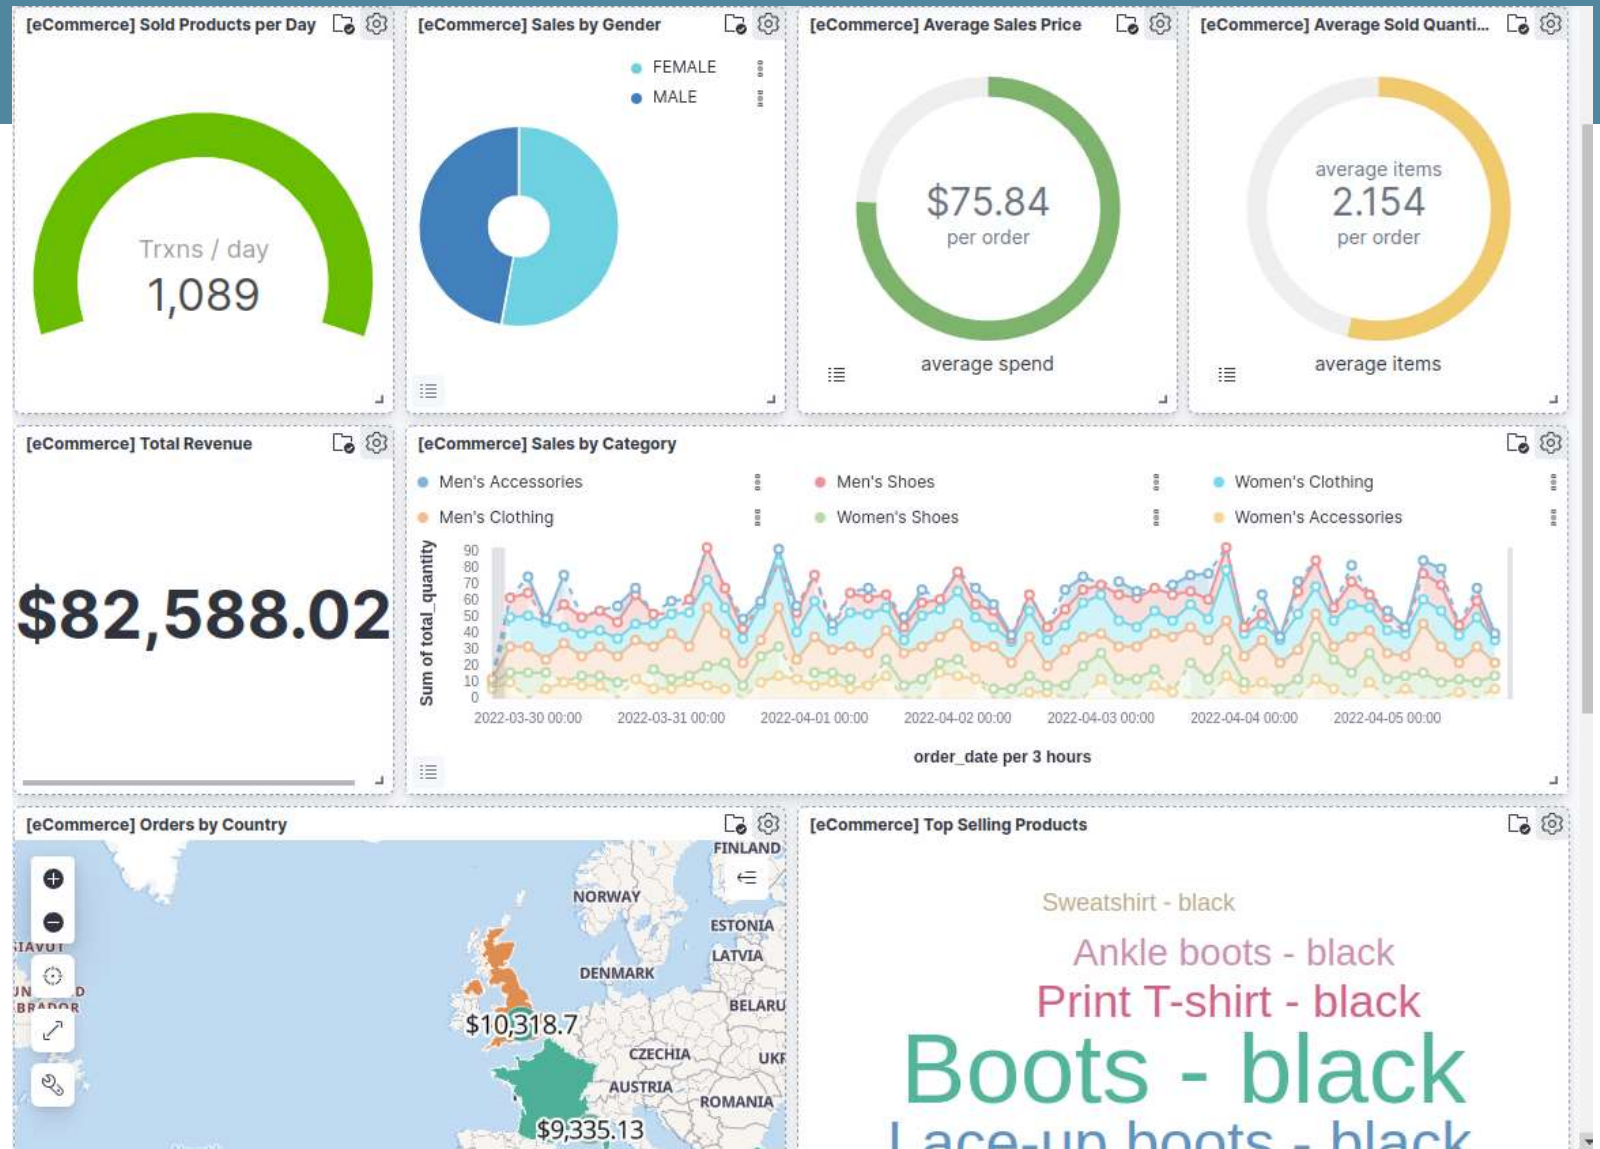 [eCommerce] Sold Products per Day
[eCommerce] Sales by Gender
[eCommerce] Average Sales Price
[eCommerce] Average Sold Quanti...
FEMALE
MALE
Trxns / day
1,089
$75.84
per order
average spend
average items
2.154
per order
average items
[eCommerce] Total Revenue
$82,588.02
[eCommerce] Sales by Category
Men's Accessories
Men's Shoes
Women's Clothing
Men's Clothing
Women's Shoes
Women's Accessories
Sum of total_quantity
90
80
70
60
50
40
30
20
10
0
2022-03-30 00:00
2022-03-31 00:00
2022-04-01 00:00
2022-04-02 00:00
2022-04-03 00:00
2022-04-04 00:00
2022-04-05 00:00
order_date per 3 hours
[eCommerce] Orders by Country
FINLAND
NORWAY
ESTONIA
LATVIA
DENMARK
BELARU
$10,318.7
CZECHIA
UKR
AUSTRIA
ROMANIA
$9,335.13
[eCommerce] Top Selling Products
Sweatshirt - black
Ankle boots - black
Print T-shirt - black
Boots - black
Lace-up boots - black